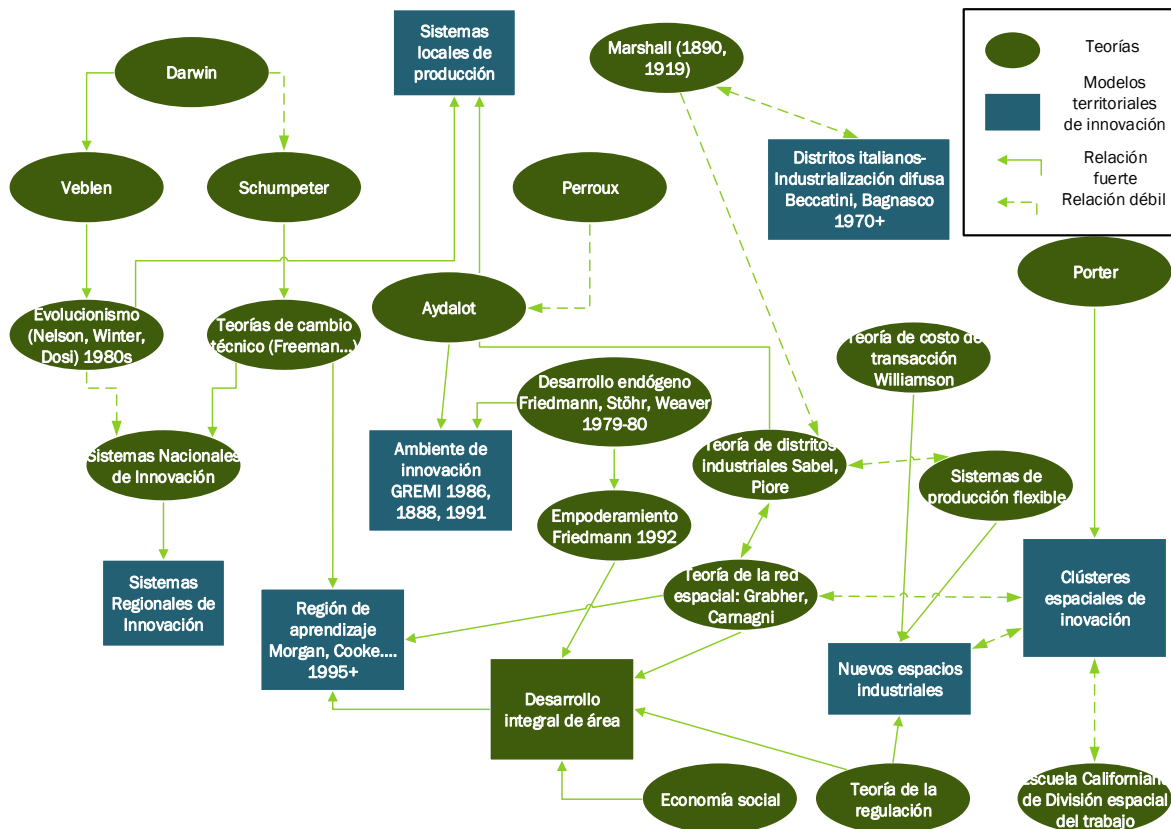 Sistemas
locales de
producción
Marshall (1890,
1919)
Teorías
Modelos
territoriales
de innovación
Relación
fuerte
Relación débil
Darwin
Veblen
Schumpeter
Perroux
Distritos italianos-
Industrialización difusa
Beccatini, Bagnasco
1970+
Porter
Evolucionismo
(Nelson, Winter,
Dosi) 1980s
Teorías de cambio
técnico (Freeman...)
Aydalot
Teoría de costo de
transacción
Williamson
Desarrollo endógeno
Friedmann, Stöhr, Weaver
1979-80
Sistemas Nacionales
de Innovación
Ambiente de
innovación
GREMI 1986,
1888, 1991
Teoría de distritos
industriales Sabel,
Piore
Sistemas de
producción flexible
Empoderamiento
Friedmann 1992
Sistemas
Regionales de
Innovación
Región de
aprendizaje
Morgan, Cooke....
1995+
Teoría de la red
espacial: Grabher,
Carnagni
Clústeres
espaciales de
inovación
Desarrollo
integral de área
Nuevos espacios
industriales
Economía social
Teoría de la
regulación
Escuela Californiana
de División espacial
del trabajo